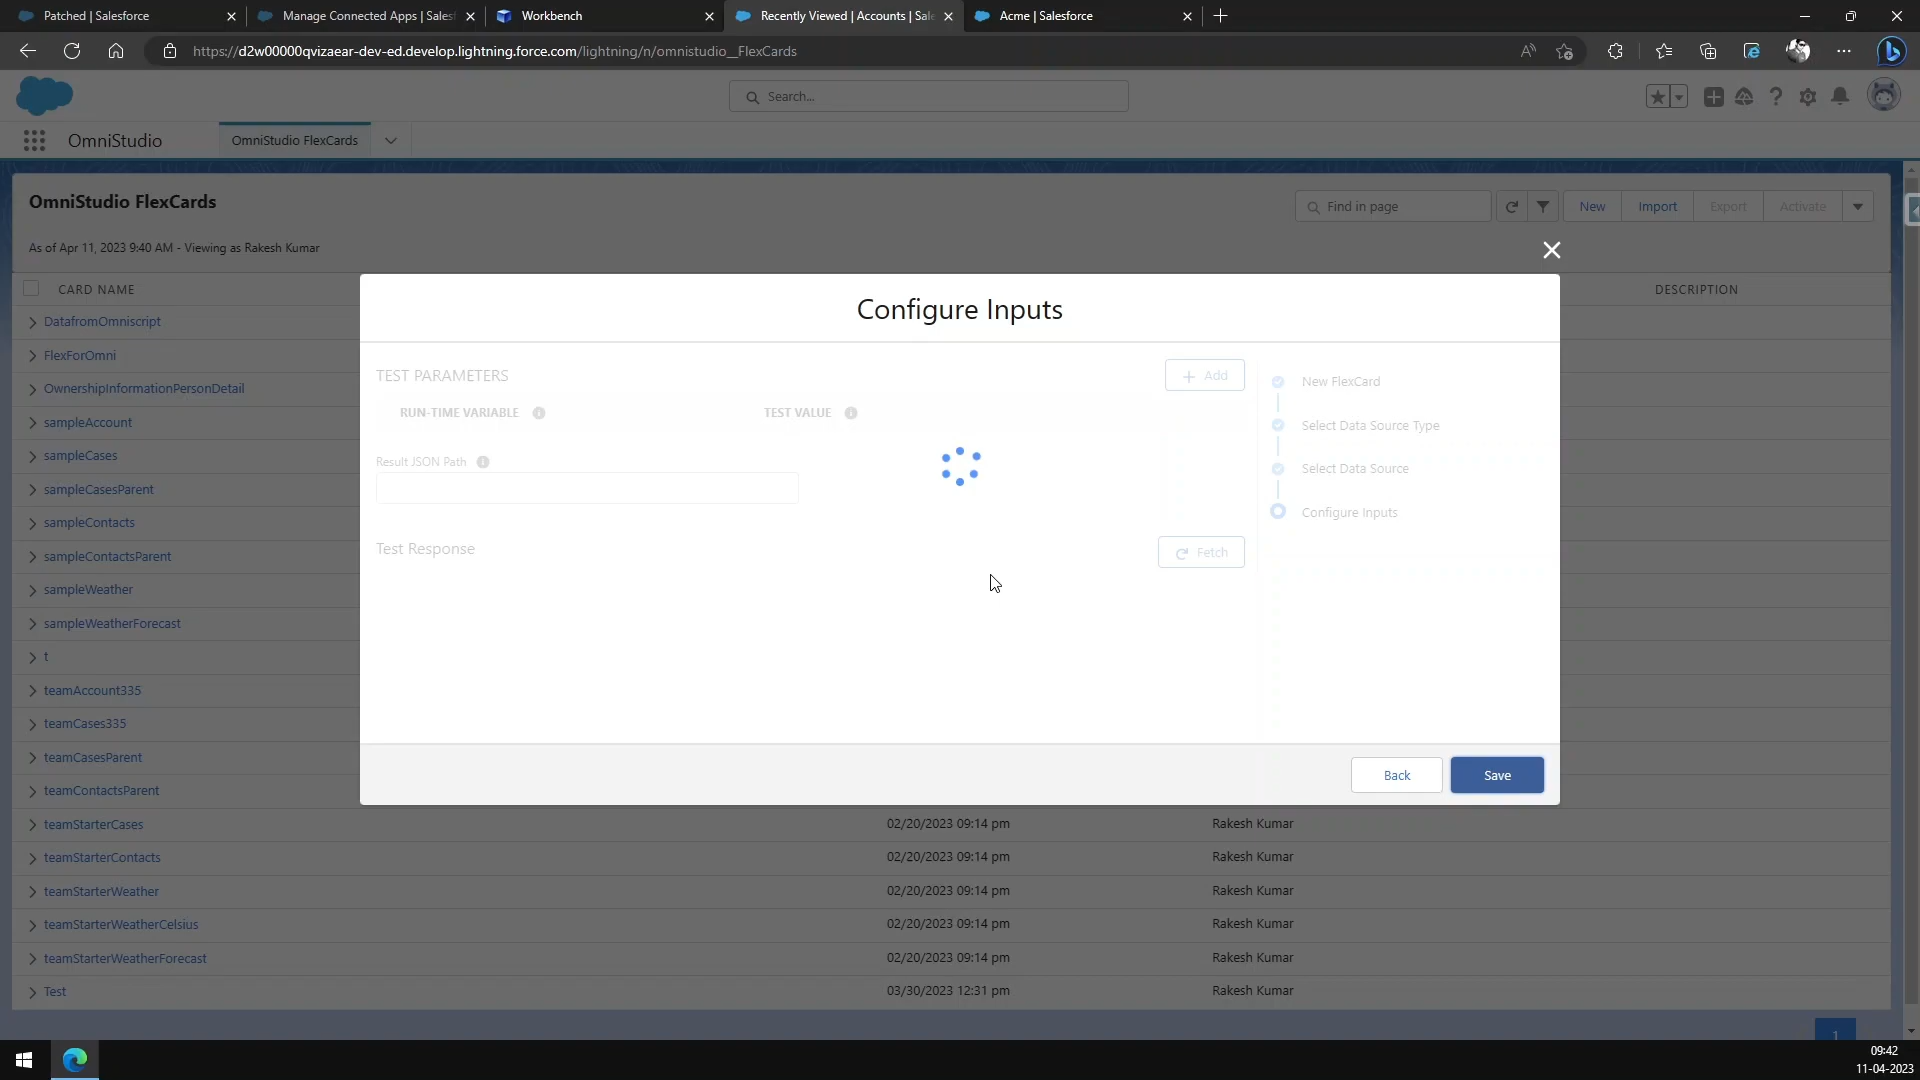 Patched | Salesforce
Manage Connected Apps | Sales
Workbench
Recently Viewed | Accounts | Sale
Acme | Salesforce
https://d2w00000qvizaear-dev-ed.develop.lightning.force.com/lightning/n/omnistudio__FlexCards
Search...
OmniStudio
OmniStudio FlexCards
OmniStudio FlexCards
Find in page
New
Import
Export
Activate
As of Apr 11, 2023 9:40 AM - Viewing as Rakesh Kumar
CARD NAME
DESCRIPTION
DatafromOmniscript
FlexForOmni
OwnershipInformationPersonDetail
sampleAccount
sampleCases
sampleCasesParent
sampleContacts
sampleContactsParent
sampleWeather
sampleWeatherForecast
t
teamAccount335
teamCases335
teamCasesParent
teamContactsParent
teamStarterCases 02/20/2023 09:14 pm Rakesh Kumar
teamStarterContacts 02/20/2023 09:14 pm Rakesh Kumar
teamStarterWeather 02/20/2023 09:14 pm Rakesh Kumar
teamStarterWeatherCelsius 02/20/2023 09:14 pm Rakesh Kumar
teamStarterWeatherForecast 02/20/2023 09:14 pm Rakesh Kumar
Test 03/30/2023 12:31 pm Rakesh Kumar
1
Configure Inputs
TEST PARAMETERS
Add
RUN-TIME VARIABLE
TEST VALUE
Result JSON Path
Test Response
Fetch
New FlexCard
Select Data Source Type
Select Data Source
Configure Inputs
Back
Save
09:42
11-04-2023